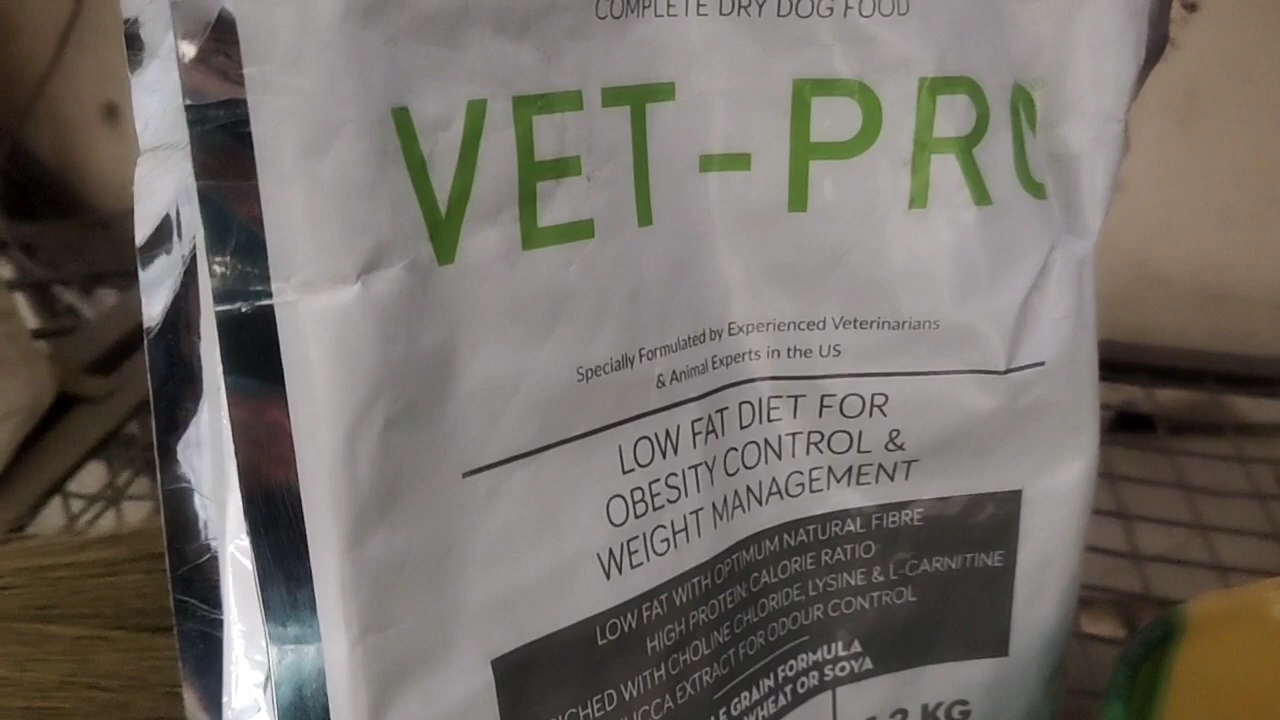 COMPLETE DRY DOG FOOD
VET-PRO
Specially Formulated by Experienced Veterinarians
& Animal Experts in the US
LOW FAT DIET FOR
OBESITY CONTROL &
WEIGHT MANAGEMENT
LOW FAT WITH OPTIMUM NATURAL FIBRE
HIGH PROTEIN: CALORIE RATIO
WITH CHOLINE CHLORIDE, LYSINE & L-CARNITINE
EXTRACT FOR ODOUR CONTROL
GRAIN FORMULA
WHEAT OR SOYA
KG